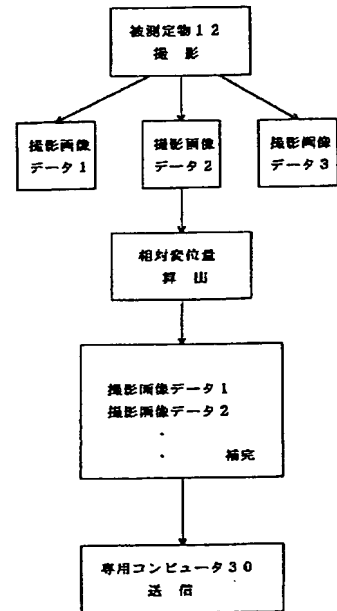 被測定物１２
撮 影
撮影画像
データ１
撮影画像
データ２
撮影画像
データ３
相対変位量
算 出
撮影画像データ１
撮影画像データ２
・
・ 補完
専用コンピュータ３０
送 信